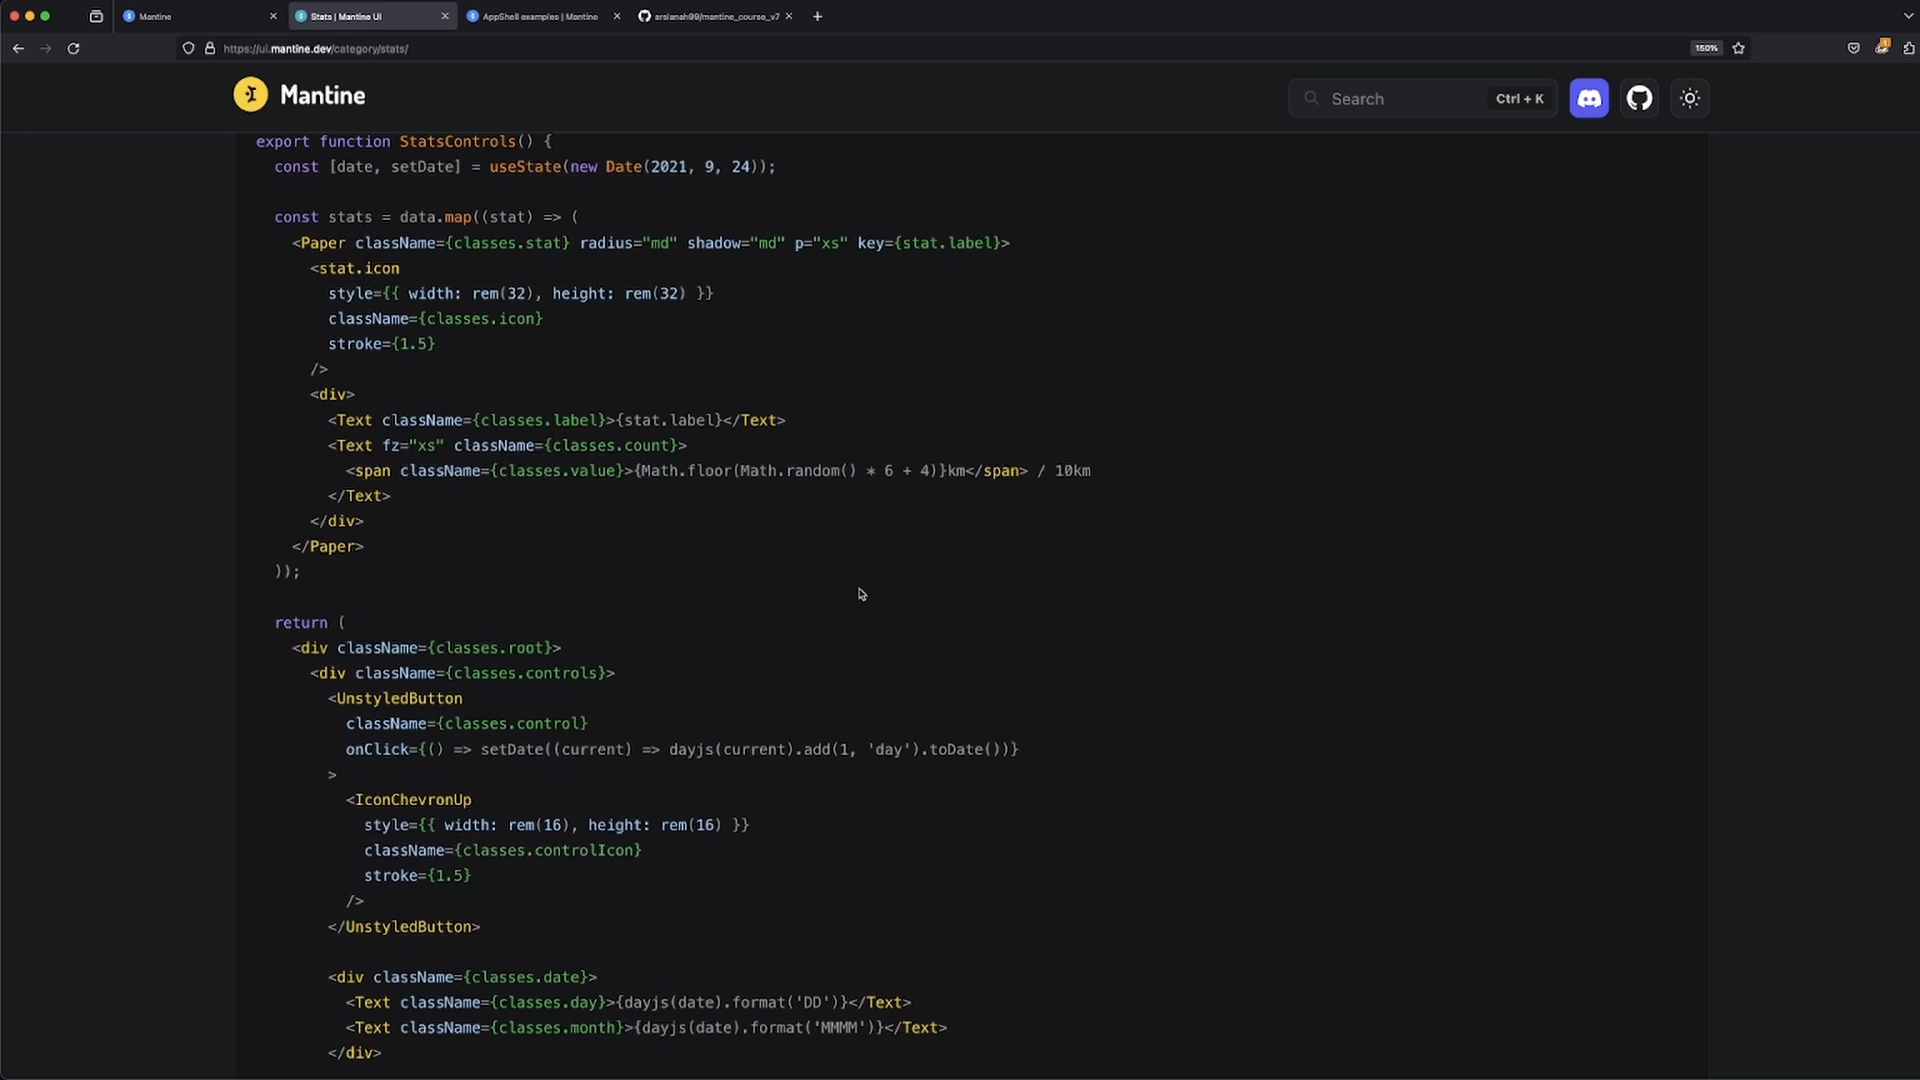 Mantine
Stats | Mantine UI
AppShell examples | Mantine
arslanah99/mantine_course_v7
https://ui.mantine.dev/category/stats/
150%
1
Mantine
Search
Ctrl + K
export function StatsControls() {
  const [date, setDate] = useState(new Date(2021, 9, 24));
  const stats = data.map((stat) => (
    <Paper className={classes.stat} radius="md" shadow="md" p="xs" key={stat.label}>
      <stat.icon
        style={{ width: rem(32), height: rem(32) }}
        className={classes.icon}
        stroke={1.5}
      />
      <div>
        <Text className={classes.label}>{stat.label}</Text>
        <Text fz="xs" className={classes.count}>
          <span className={classes.value}>{Math.floor(Math.random() * 6 + 4)}km</span> / 10km
        </Text>
      </div>
    </Paper>
  ));
  return (
    <div className={classes.root}>
      <div className={classes.controls}>
        <UnstyledButton
          className={classes.control}
          onClick={() => setDate((current) => dayjs(current).add(1, 'day').toDate())}
        >
          <IconChevronUp
            style={{ width: rem(16), height: rem(16) }}
            className={classes.controlIcon}
            stroke={1.5}
          />
        </UnstyledButton>
        <div className={classes.date}>
          <Text className={classes.day}>{dayjs(date).format('DD')}</Text>
          <Text className={classes.month}>{dayjs(date).format('MMMM')}</Text>
        </div>